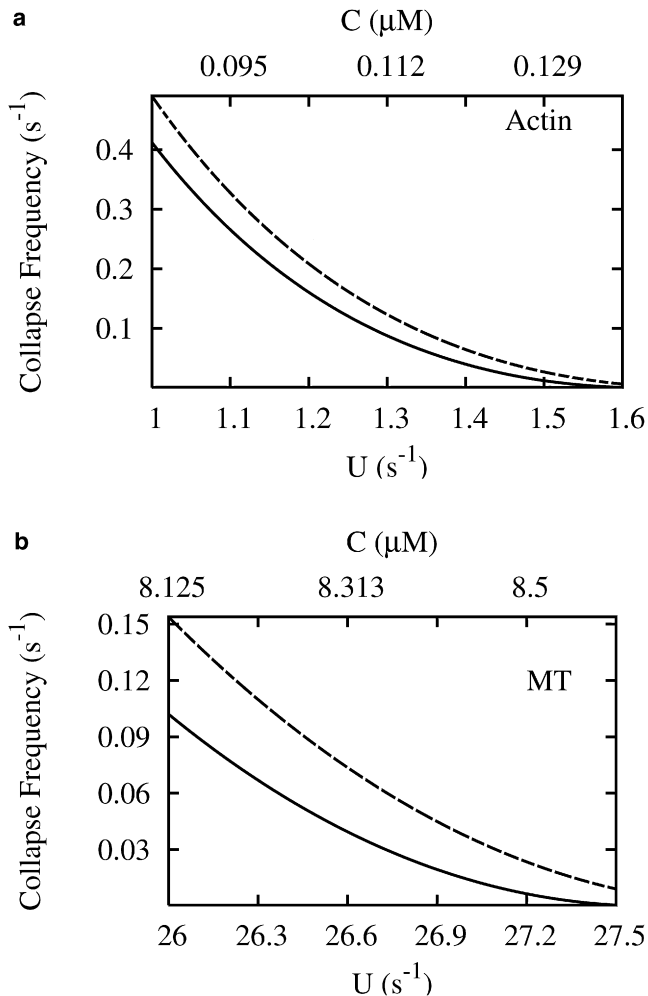 a
C (μM)
0.095 0.112 0.129
Actin
Collapse Frequency (s⁻¹)
0.4
0.3
0.2
0.1
1 1.1 1.2 1.3 1.4 1.5 1.6
U (s⁻¹)
b
C (μM)
8.125 8.313 8.5
MT
Collapse Frequency (s⁻¹)
0.15
0.12
0.09
0.06
0.03
26 26.3 26.6 26.9 27.2 27.5
U (s⁻¹)